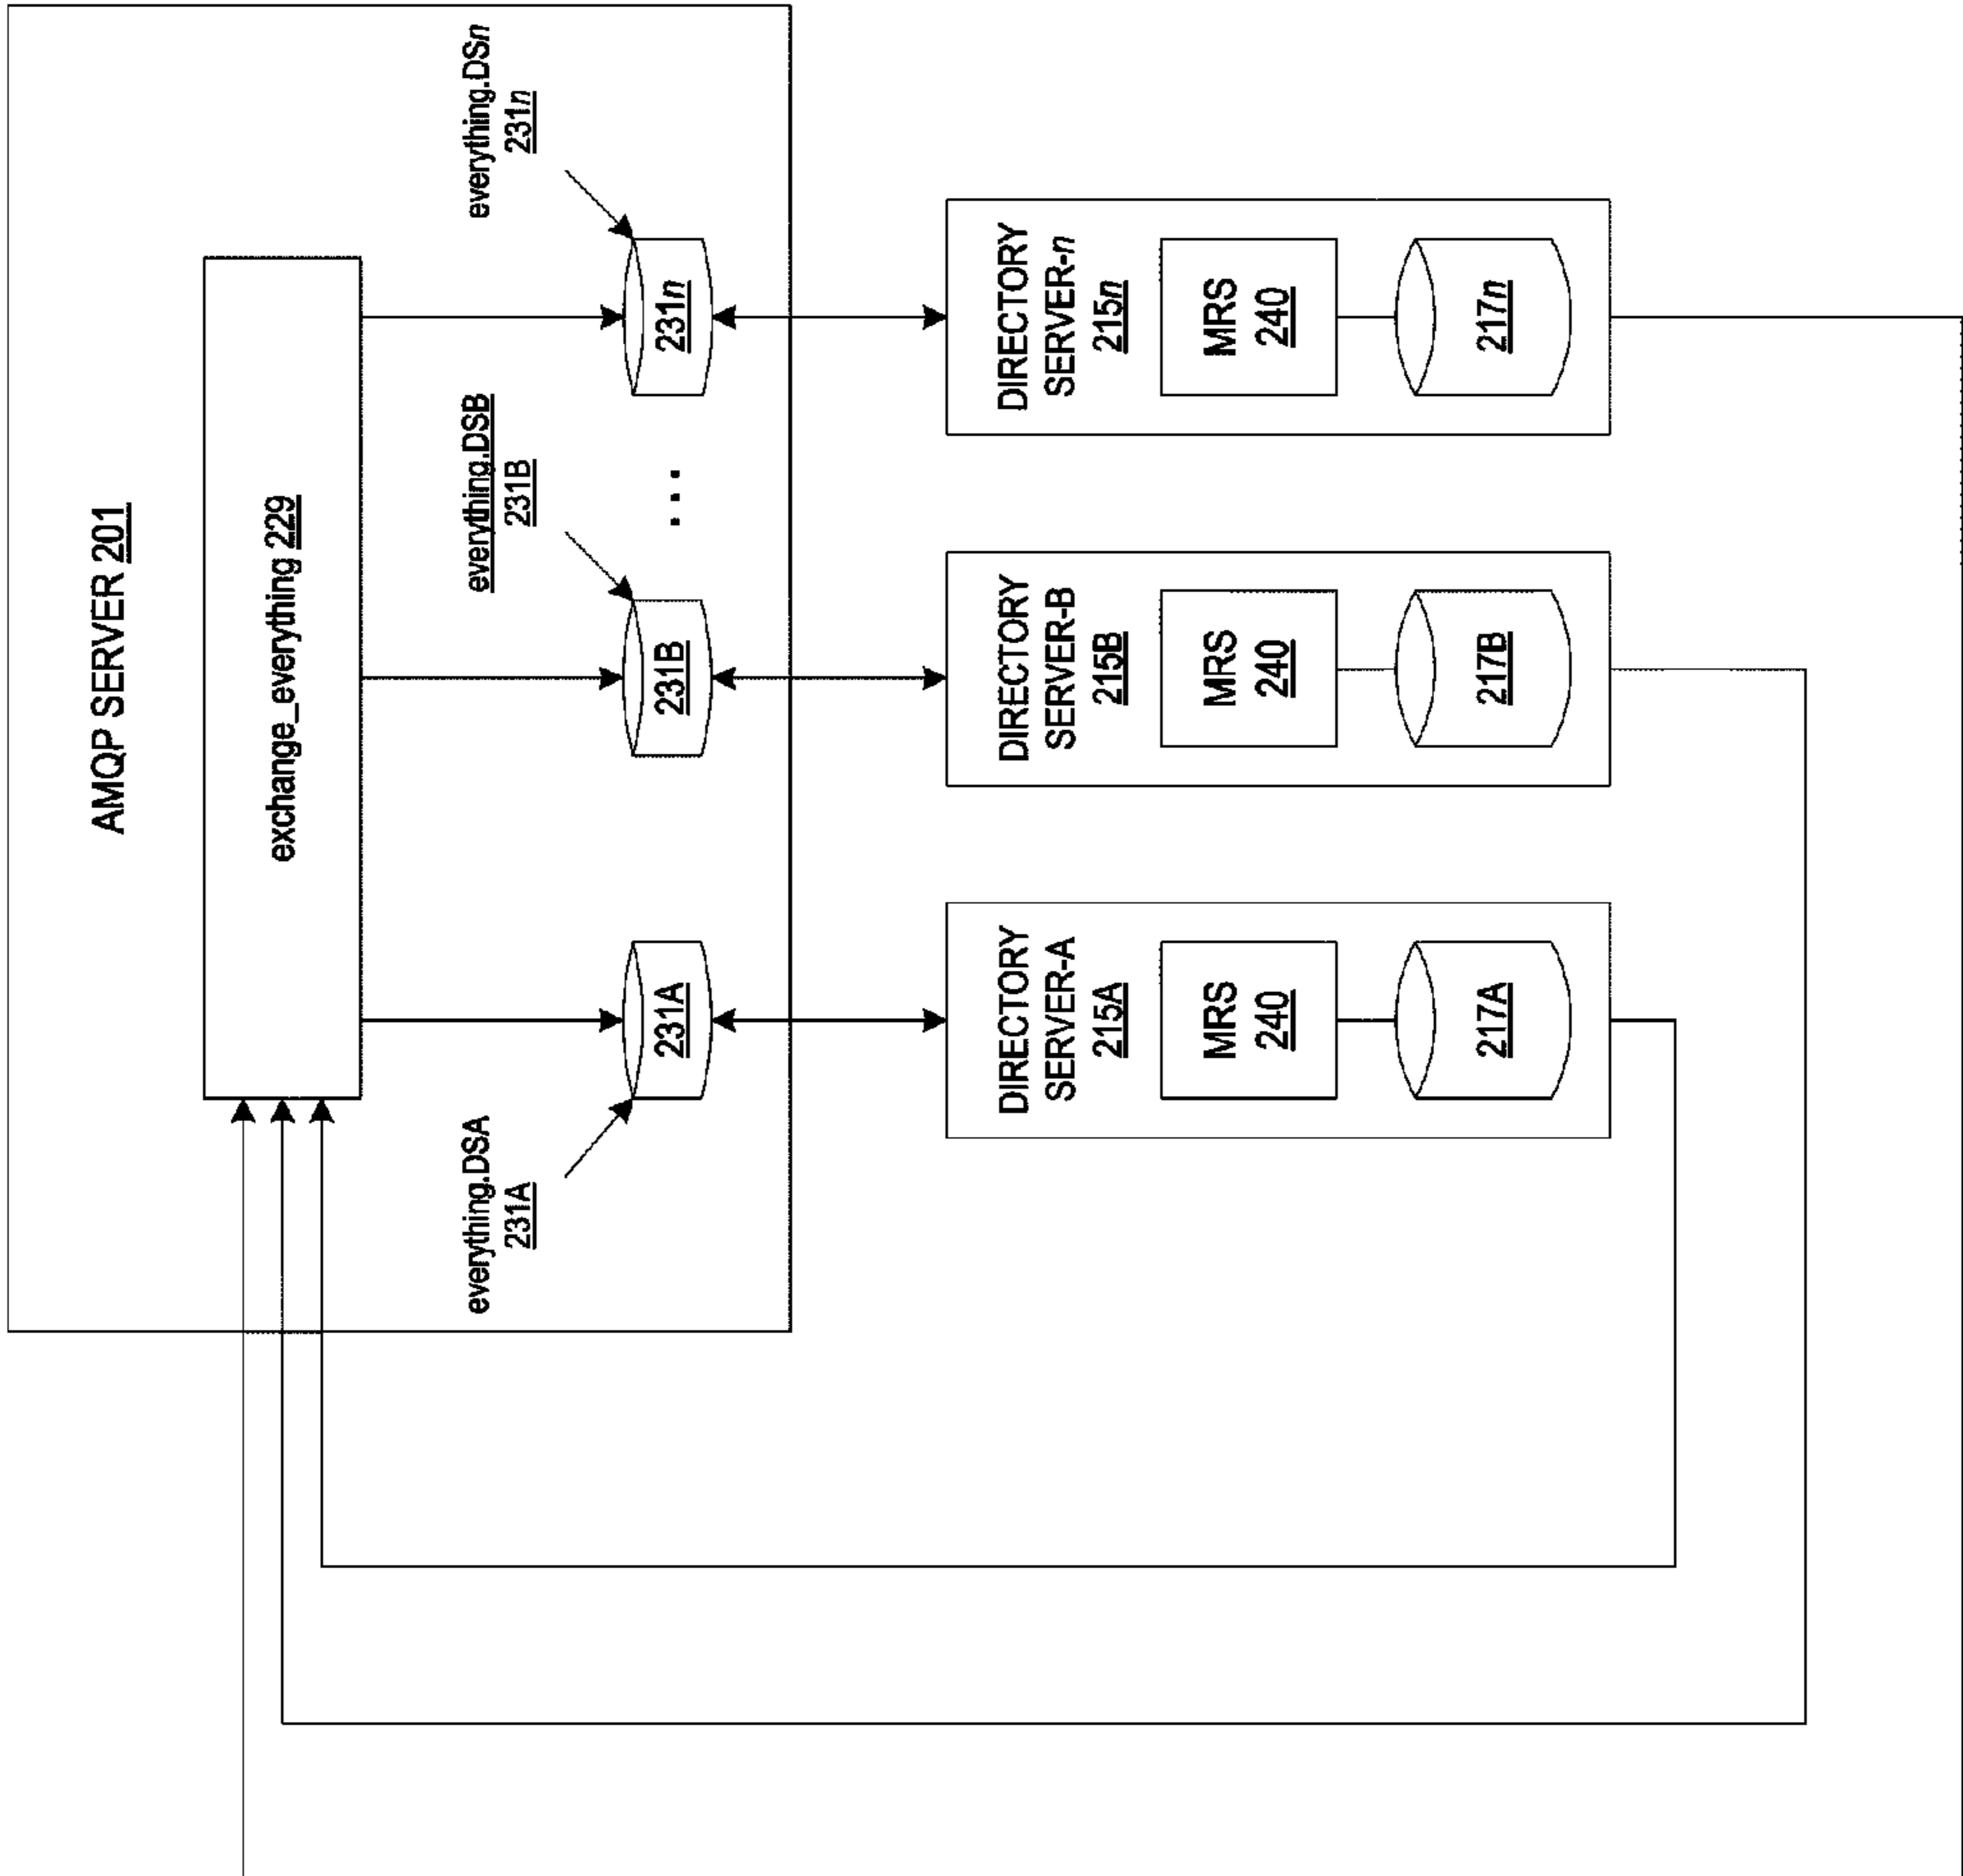 AMQP SERVER 201
exchange_everything 229
everything.DSA
231A
everything.DSB
231B
everything.DSn
231n
231A
231B
...
231n
DIRECTORY
SERVER-A
215A
MRS
240
217A
DIRECTORY
SERVER-B
215B
MRS
240
217B
DIRECTORY
SERVER-n
215n
MRS
240
217n